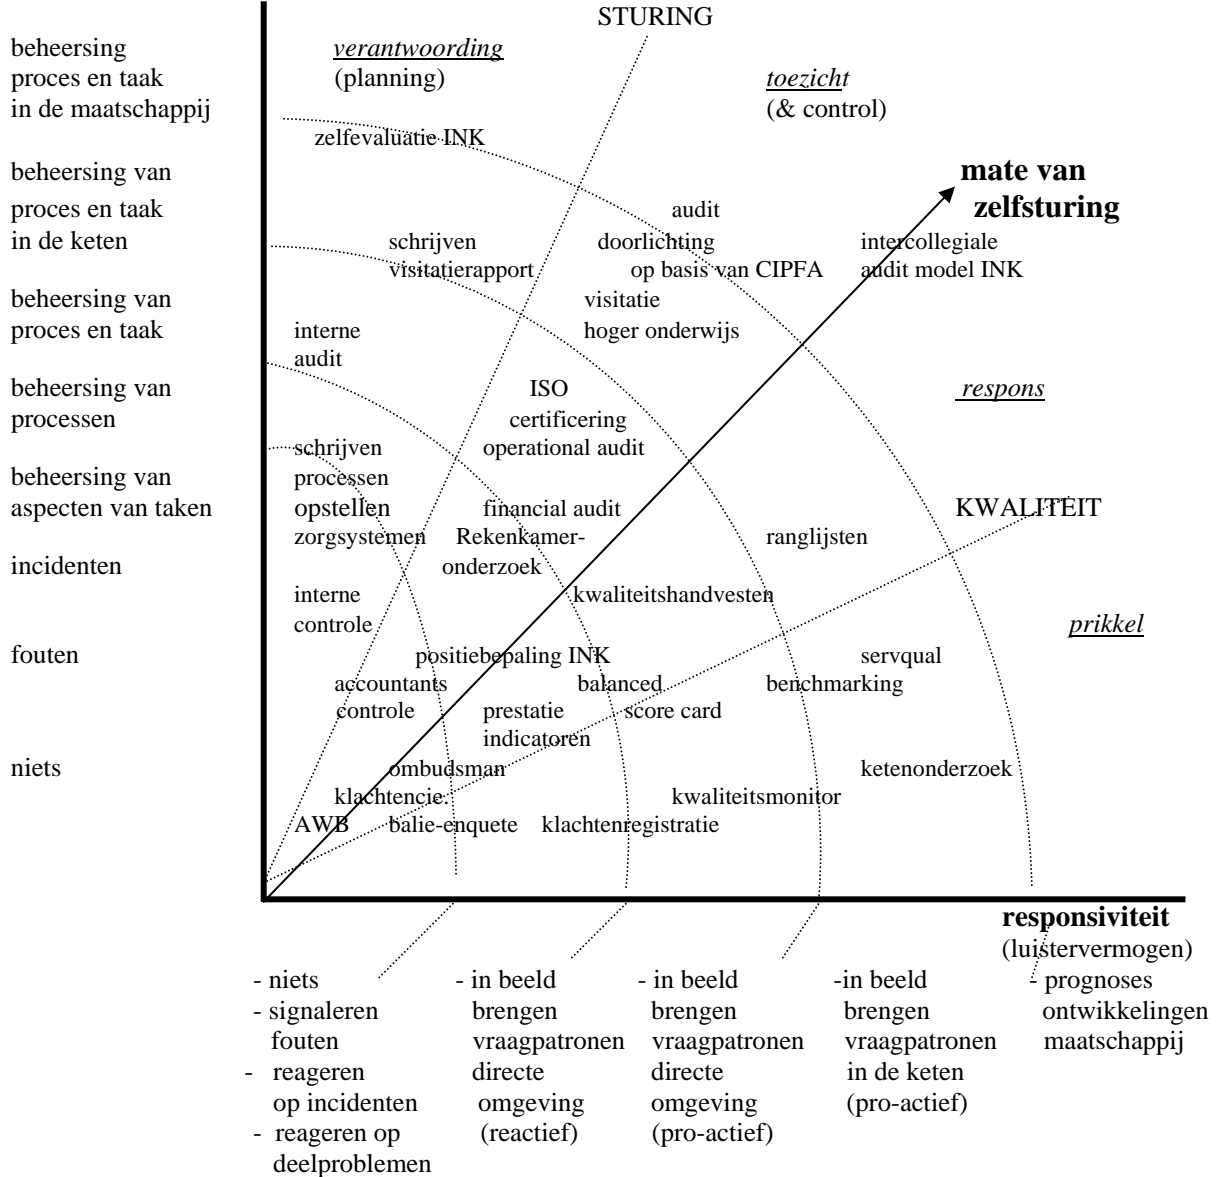 STURING
beheersing
proces en taak
in de maatschappij
verantwoording
(planning)
toezicht
(& control)
zelfevaluatie INK
beheersing van
proces en taak
in de keten
mate van
zelfsturing
audit
schrijven
visitatierapport
doorlichting
op basis van CIPFA
intercollegiale
audit model INK
beheersing van
proces en taak
interne
audit
visitatie
hoger onderwijs
beheersing van
processen
ISO
certificering
operational audit
respons
schrijven
processen
opstellen
zorgsystemen
beheersing van
aspecten van taken
financial audit
Rekenkamer-
onderzoek
KWALITEIT
ranglijsten
incidenten
interne
controle
kwaliteitshandvesten
prikkel
fouten
positiebepaling INK
servqual
accountants
controle
balanced
score card
benchmarking
prestatie
indicatoren
niets
ombudsman
ketenonderzoek
klachtencie.
kwaliteitsmonitor
AWB
balie-enquete
klachtenregistratie
responsiviteit
(luistervermogen)
- niets
- signaleren
fouten
- reageren
op incidenten
- reageren op
deelproblemen
- in beeld
brengen
vraagpatronen
directe
omgeving
(reactief)
- in beeld
brengen
vraagpatronen
directe
omgeving
(pro-actief)
-in beeld
brengen
vraagpatronen
in de keten
(pro-actief)
- prognoses
ontwikkelingen
maatschappij